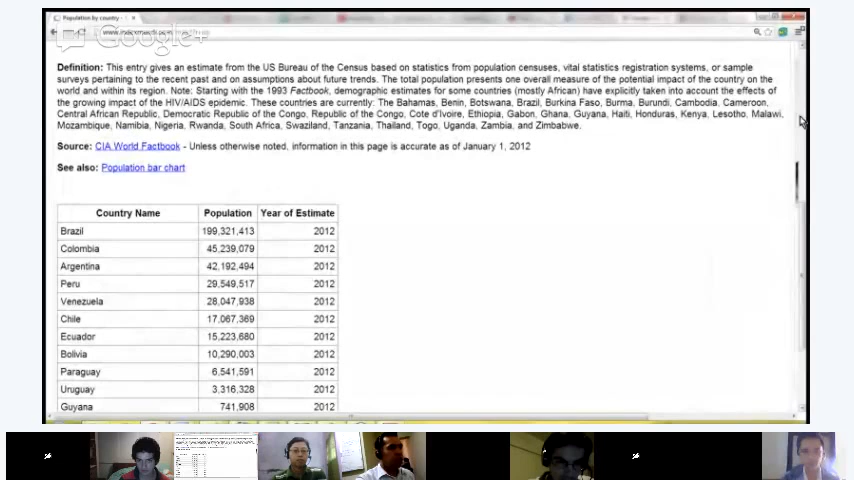 Population by country -
Google+
Definition: This entry gives an estimate from the US Bureau of the Census based on statistics from population censuses, vital statistics registration systems, or sample
surveys pertaining to the recent past and on assumptions about future trends. The total population presents one overall measure of the potential impact of the country on the
world and within its region. Note: Starting with the 1993 Factbook, demographic estimates for some countries (mostly African) have explicitly taken into account the effects of
the growing impact of the HIV/AIDS epidemic. These countries are currently: The Bahamas, Benin, Botswana, Brazil, Burkina Faso, Burma, Burundi, Cambodia, Cameroon,
Central African Republic, Democratic Republic of the Congo, Republic of the Congo, Cote d'Ivoire, Ethiopia, Gabon, Ghana, Guyana, Haiti, Honduras, Kenya, Lesotho, Malawi,
Mozambique, Namibia, Nigeria, Rwanda, South Africa, Swaziland, Tanzania, Thailand, Togo, Uganda, Zambia, and Zimbabwe.
Source: CIA World Factbook - Unless otherwise noted, information in this page is accurate as of January 1, 2012
See also: Population bar chart
Country Name Population Year of Estimate
Brazil 199,321,413 2012
Colombia 45,239,079 2012
Argentina 42,192,494 2012
Peru 29,549,517 2012
Venezuela 28,047,938 2012
Chile 17,067,369 2012
Ecuador 15,223,680 2012
Bolivia 10,290,003 2012
Paraguay 6,541,591 2012
Uruguay 3,316,328 2012
Guyana 741,908 2012